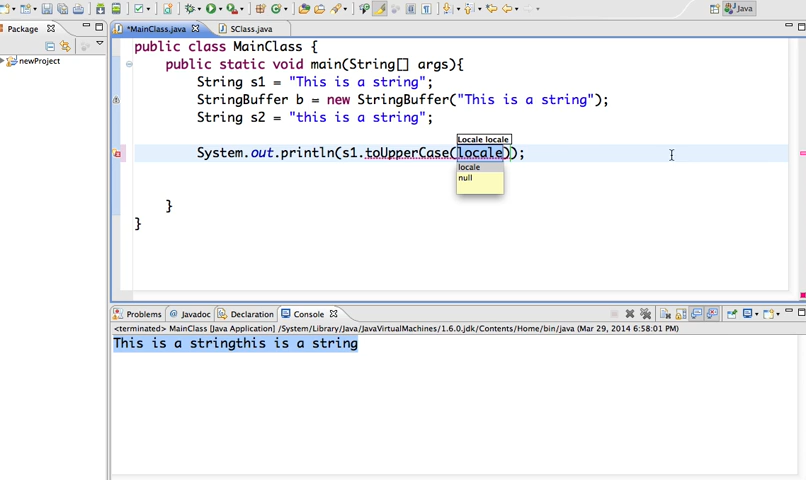 Java
Package
*MainClass.java
SClass.java
newProject
public class MainClass {
public static void main(String[] args){
String s1 = "This is a string";
StringBuffer b = new StringBuffer("This is a string");
String s2 = "this is a string";
Locale locale
System.out.println(s1.toUpperCase(locale));
locale
null
}
}
Problems
@ Javadoc
Declaration
Console
<terminated> MainClass [Java Application] /System/Library/Java/JavaVirtualMachines/1.6.0.jdk/Contents/Home/bin/java (Mar 29, 2014 6:58:01 PM)
This is a stringthis is a string